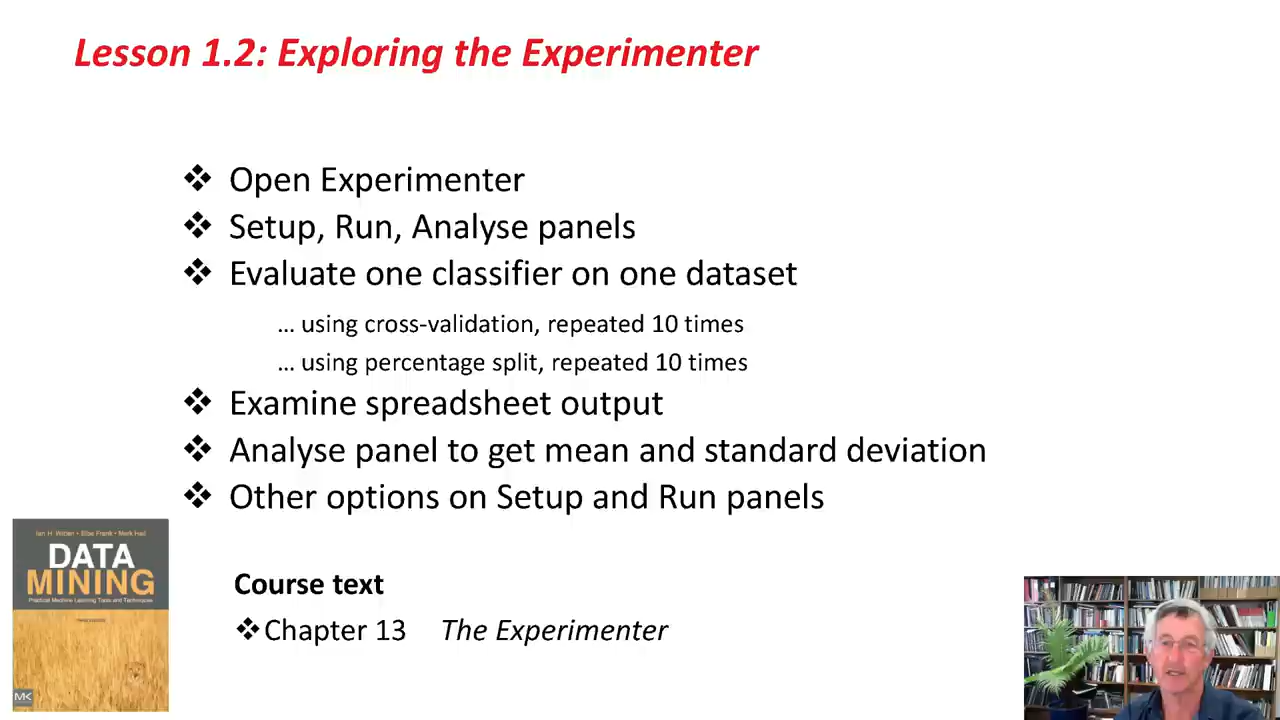 Lesson 1.2: Exploring the Experimenter
❖ Open Experimenter
❖ Setup, Run, Analyse panels
❖ Evaluate one classifier on one dataset
... using cross-validation, repeated 10 times
... using percentage split, repeated 10 times
❖ Examine spreadsheet output
❖ Analyse panel to get mean and standard deviation
❖ Other options on Setup and Run panels
Ian H. Witten • Eibe Frank • Mark Hall
DATA
MINING
Practical Machine Learning Tools and Techniques
MK
Course text
❖Chapter 13 The Experimenter